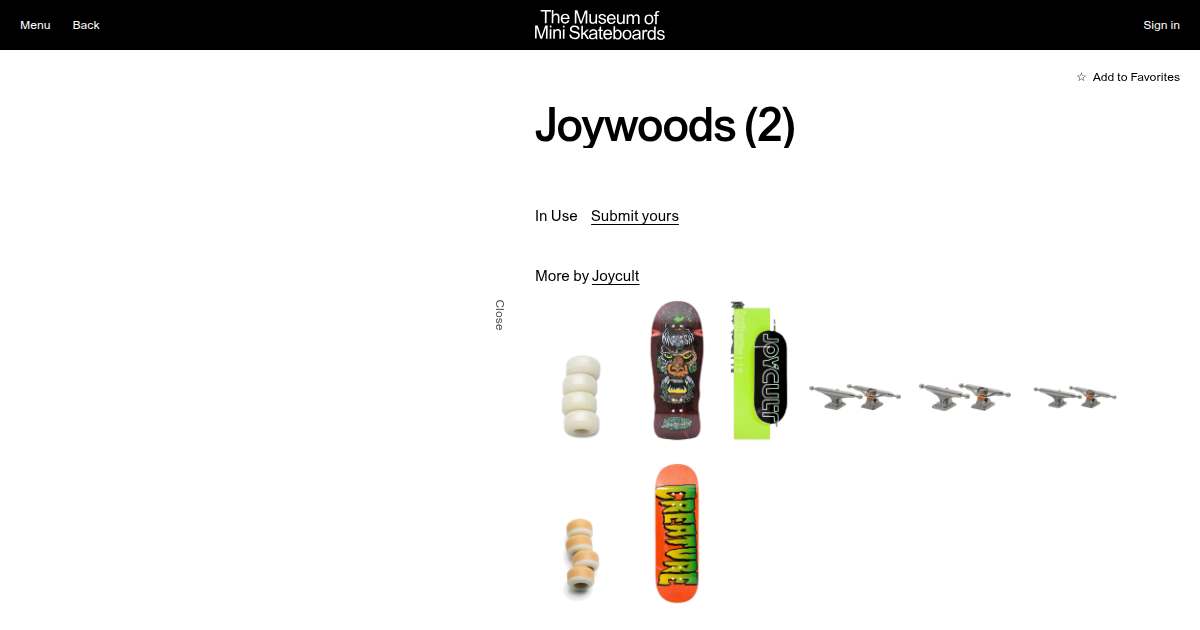 Menu
Back
The Museum of
Mini Skateboards
Sign in
☆ Add to Favorites
Joywoods (2)
In Use
Submit yours
More by Joycult
Close
JOYCULT
CREATURE